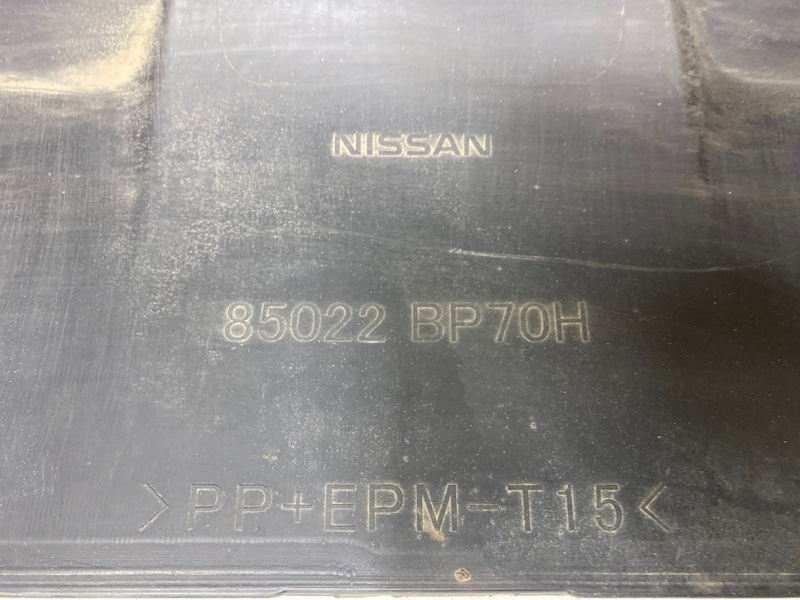 NISSAN
85022 BP70H
>PP+EPM-T15<